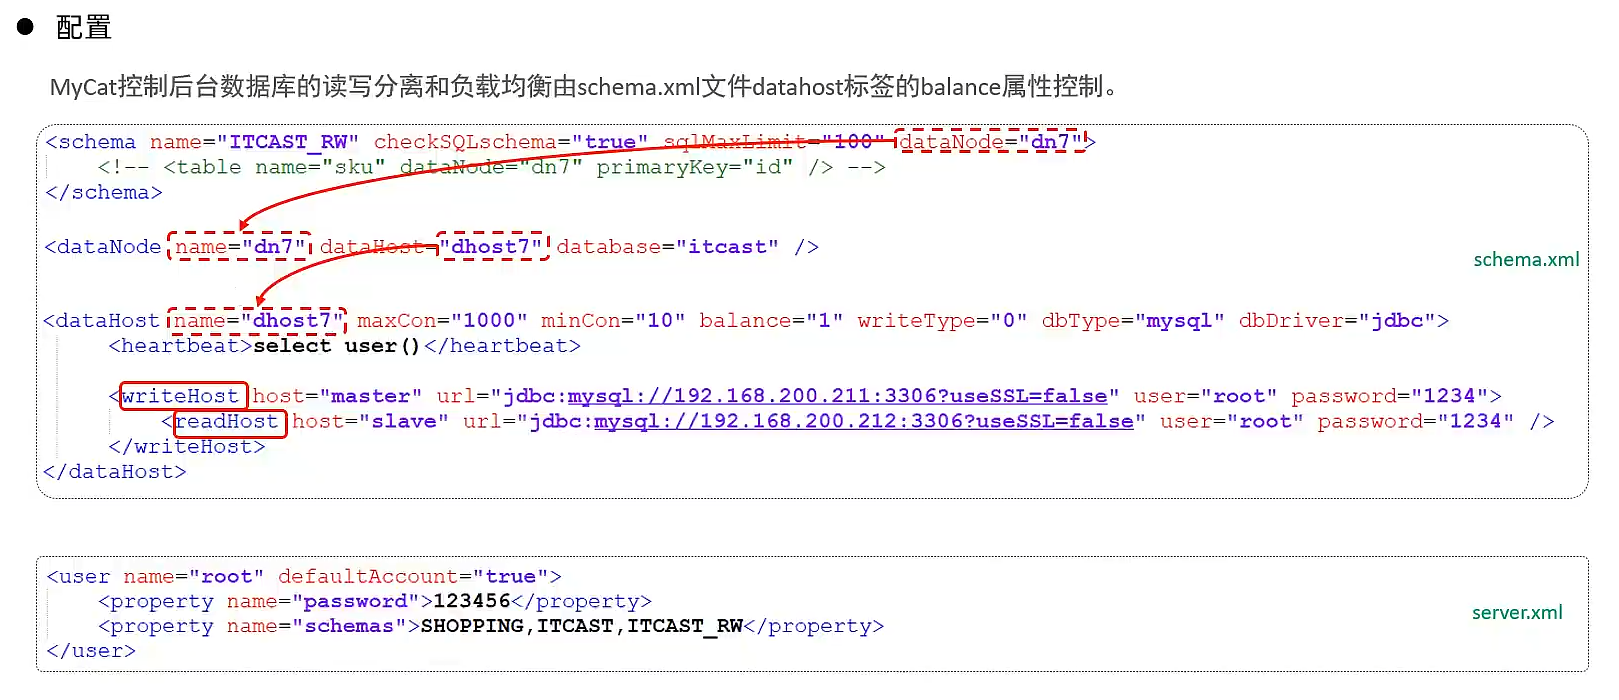 ● 配置
MyCat控制后台数据库的读写分离和负载均衡由schema.xml文件datahost标签的balance属性控制。
<schema name="ITCAST_RW" checkSQLschema="true" sqlMaxLimit="100" dataNode="dn7">
<!-- <table name="sku" dataNode="dn7" primaryKey="id" /> -->
</schema>
<dataNode name="dn7" dataHost="dhost7" database="itcast" />
schema.xml
<dataHost name="dhost7" maxCon="1000" minCon="10" balance="1" writeType="0" dbType="mysql" dbDriver="jdbc">
<heartbeat>select user()</heartbeat>
<writeHost host="master" url="jdbc:mysql://192.168.200.211:3306?useSSL=false" user="root" password="1234">
<readHost host="slave" url="jdbc:mysql://192.168.200.212:3306?useSSL=false" user="root" password="1234" />
</writeHost>
</dataHost>
<user name="root" defaultAccount="true">
<property name="password">123456</property>
<property name="schemas">SHOPPING,ITCAST,ITCAST_RW</property>
</user>
server.xml